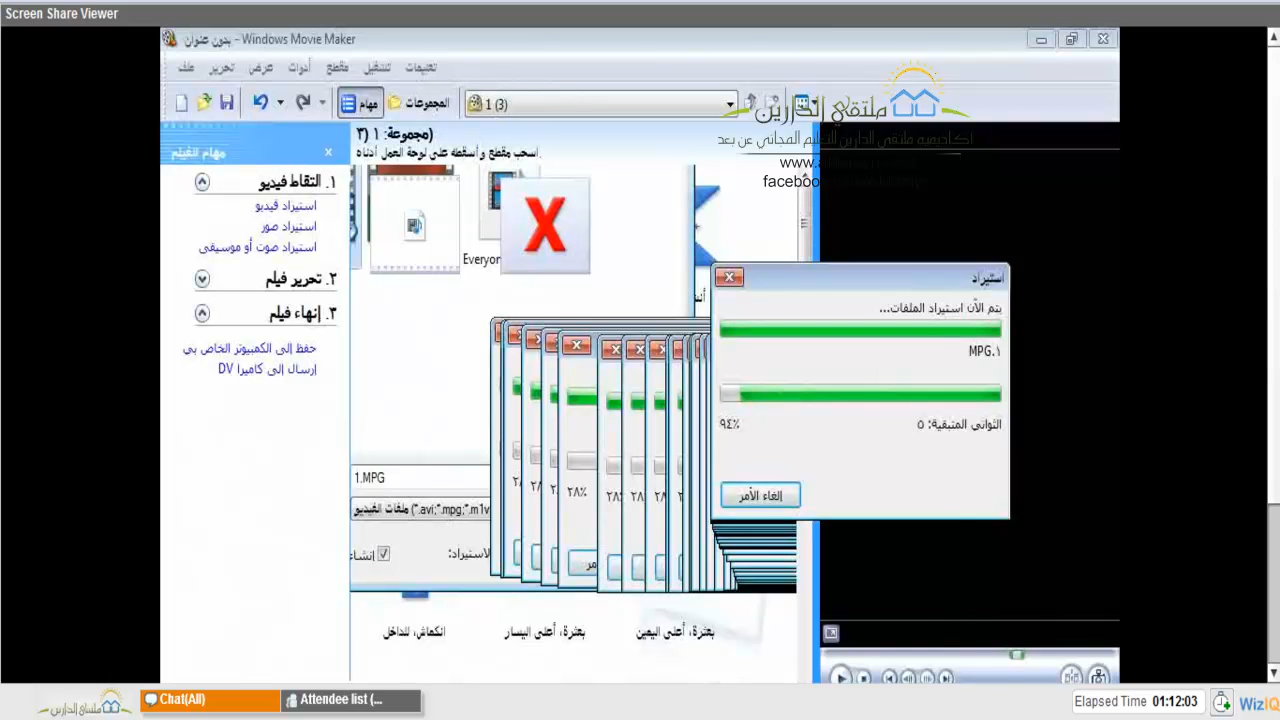 Screen Share Viewer
بدون عنوان - Windows Movie Maker
ملف تحرير عرض أدوات مقطع تشغيل تعليمات
مهام المجموعات 1 (3)
ملتقى الدارين
اكاديميه ملتقى الدارين للتعليم المجاني عن بعد
www.
faceboo
مهام الفيلم
مجموعة: ١ (٣)
اسحب مقطع وأسقطه على لوحة العمل أدناه.
١. التقاط فيديو
استيراد فيديو
استيراد صور
استيراد صوت أو موسيقى
٢. تحرير فيلم
٣. إنهاء فيلم
حفظ إلى الكمبيوتر الخاص بي
إرسال إلى كاميرا DV
X
Everyon
استيراد
يتم الآن استيراد الملفات...
MPG.١
الثواني المتبقية: ٥
٩٤٪
إلغاء الأمر
٢٨٪
1.MPG
ملفات الفيديو (*.avi;*.mpg;*.m1v
انشاء
الاستيراد:
انكماش، للداخل
بعثرة، أعلى اليسار
بعثرة، أعلى اليمين
ملتقى الدارين
Chat(All)
Attendee list (...
Elapsed Time 01:12:03
WizIQ